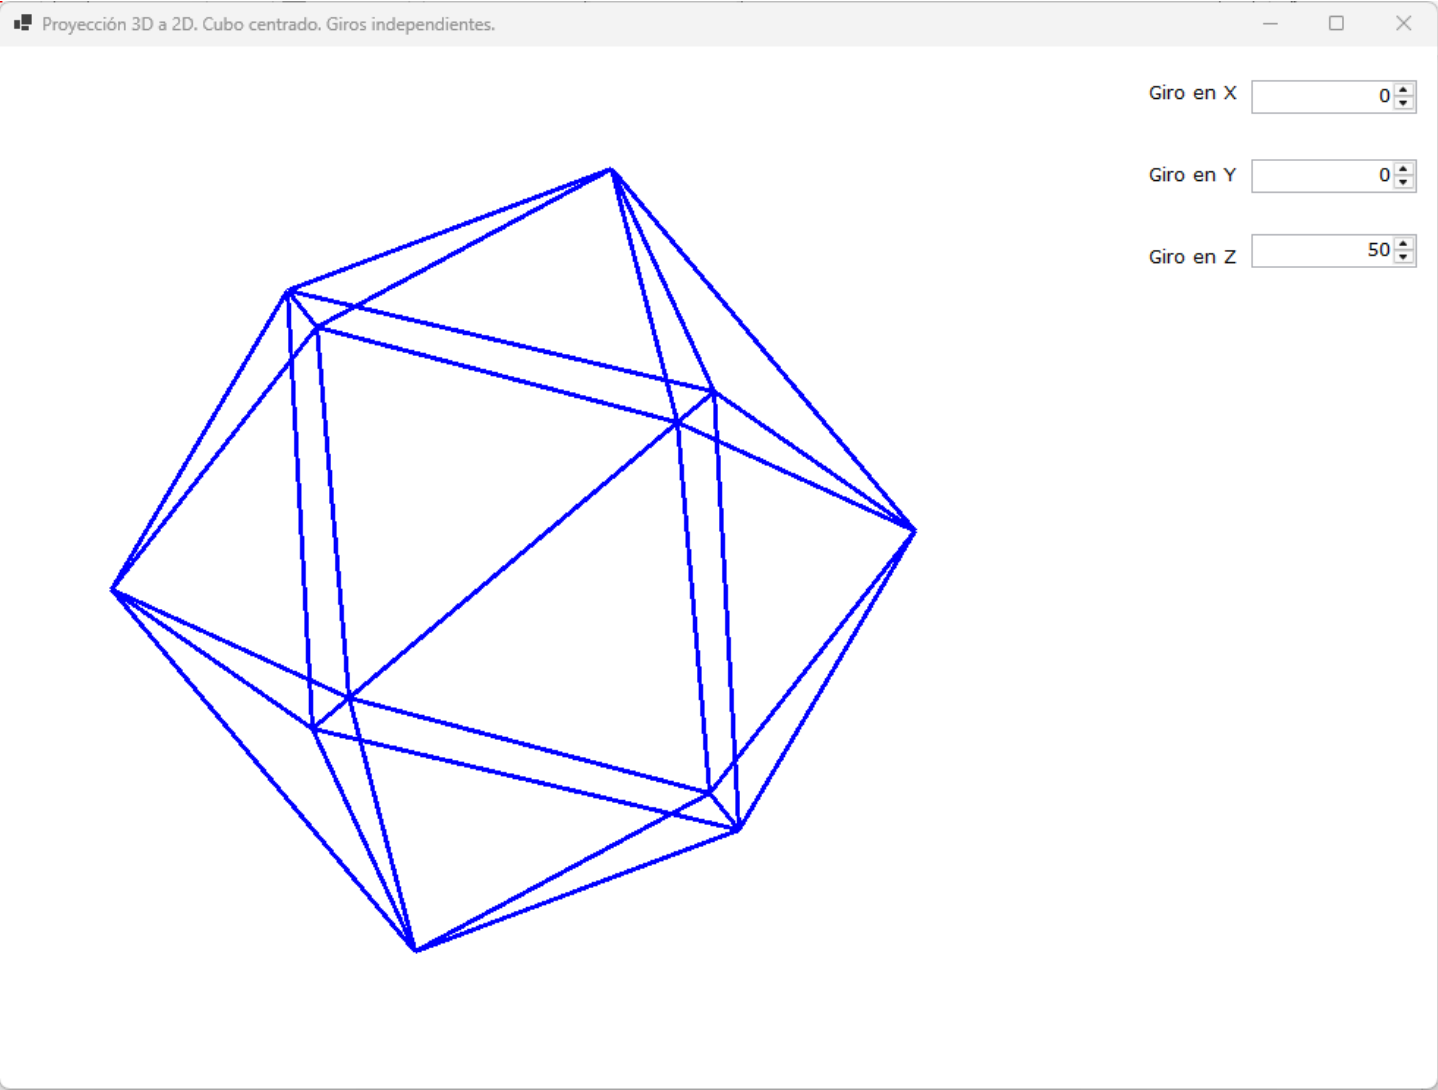 Proyección 3D a 2D. Cubo centrado. Giros independientes.
Giro en X 0
Giro en Y 0
Giro en Z 50